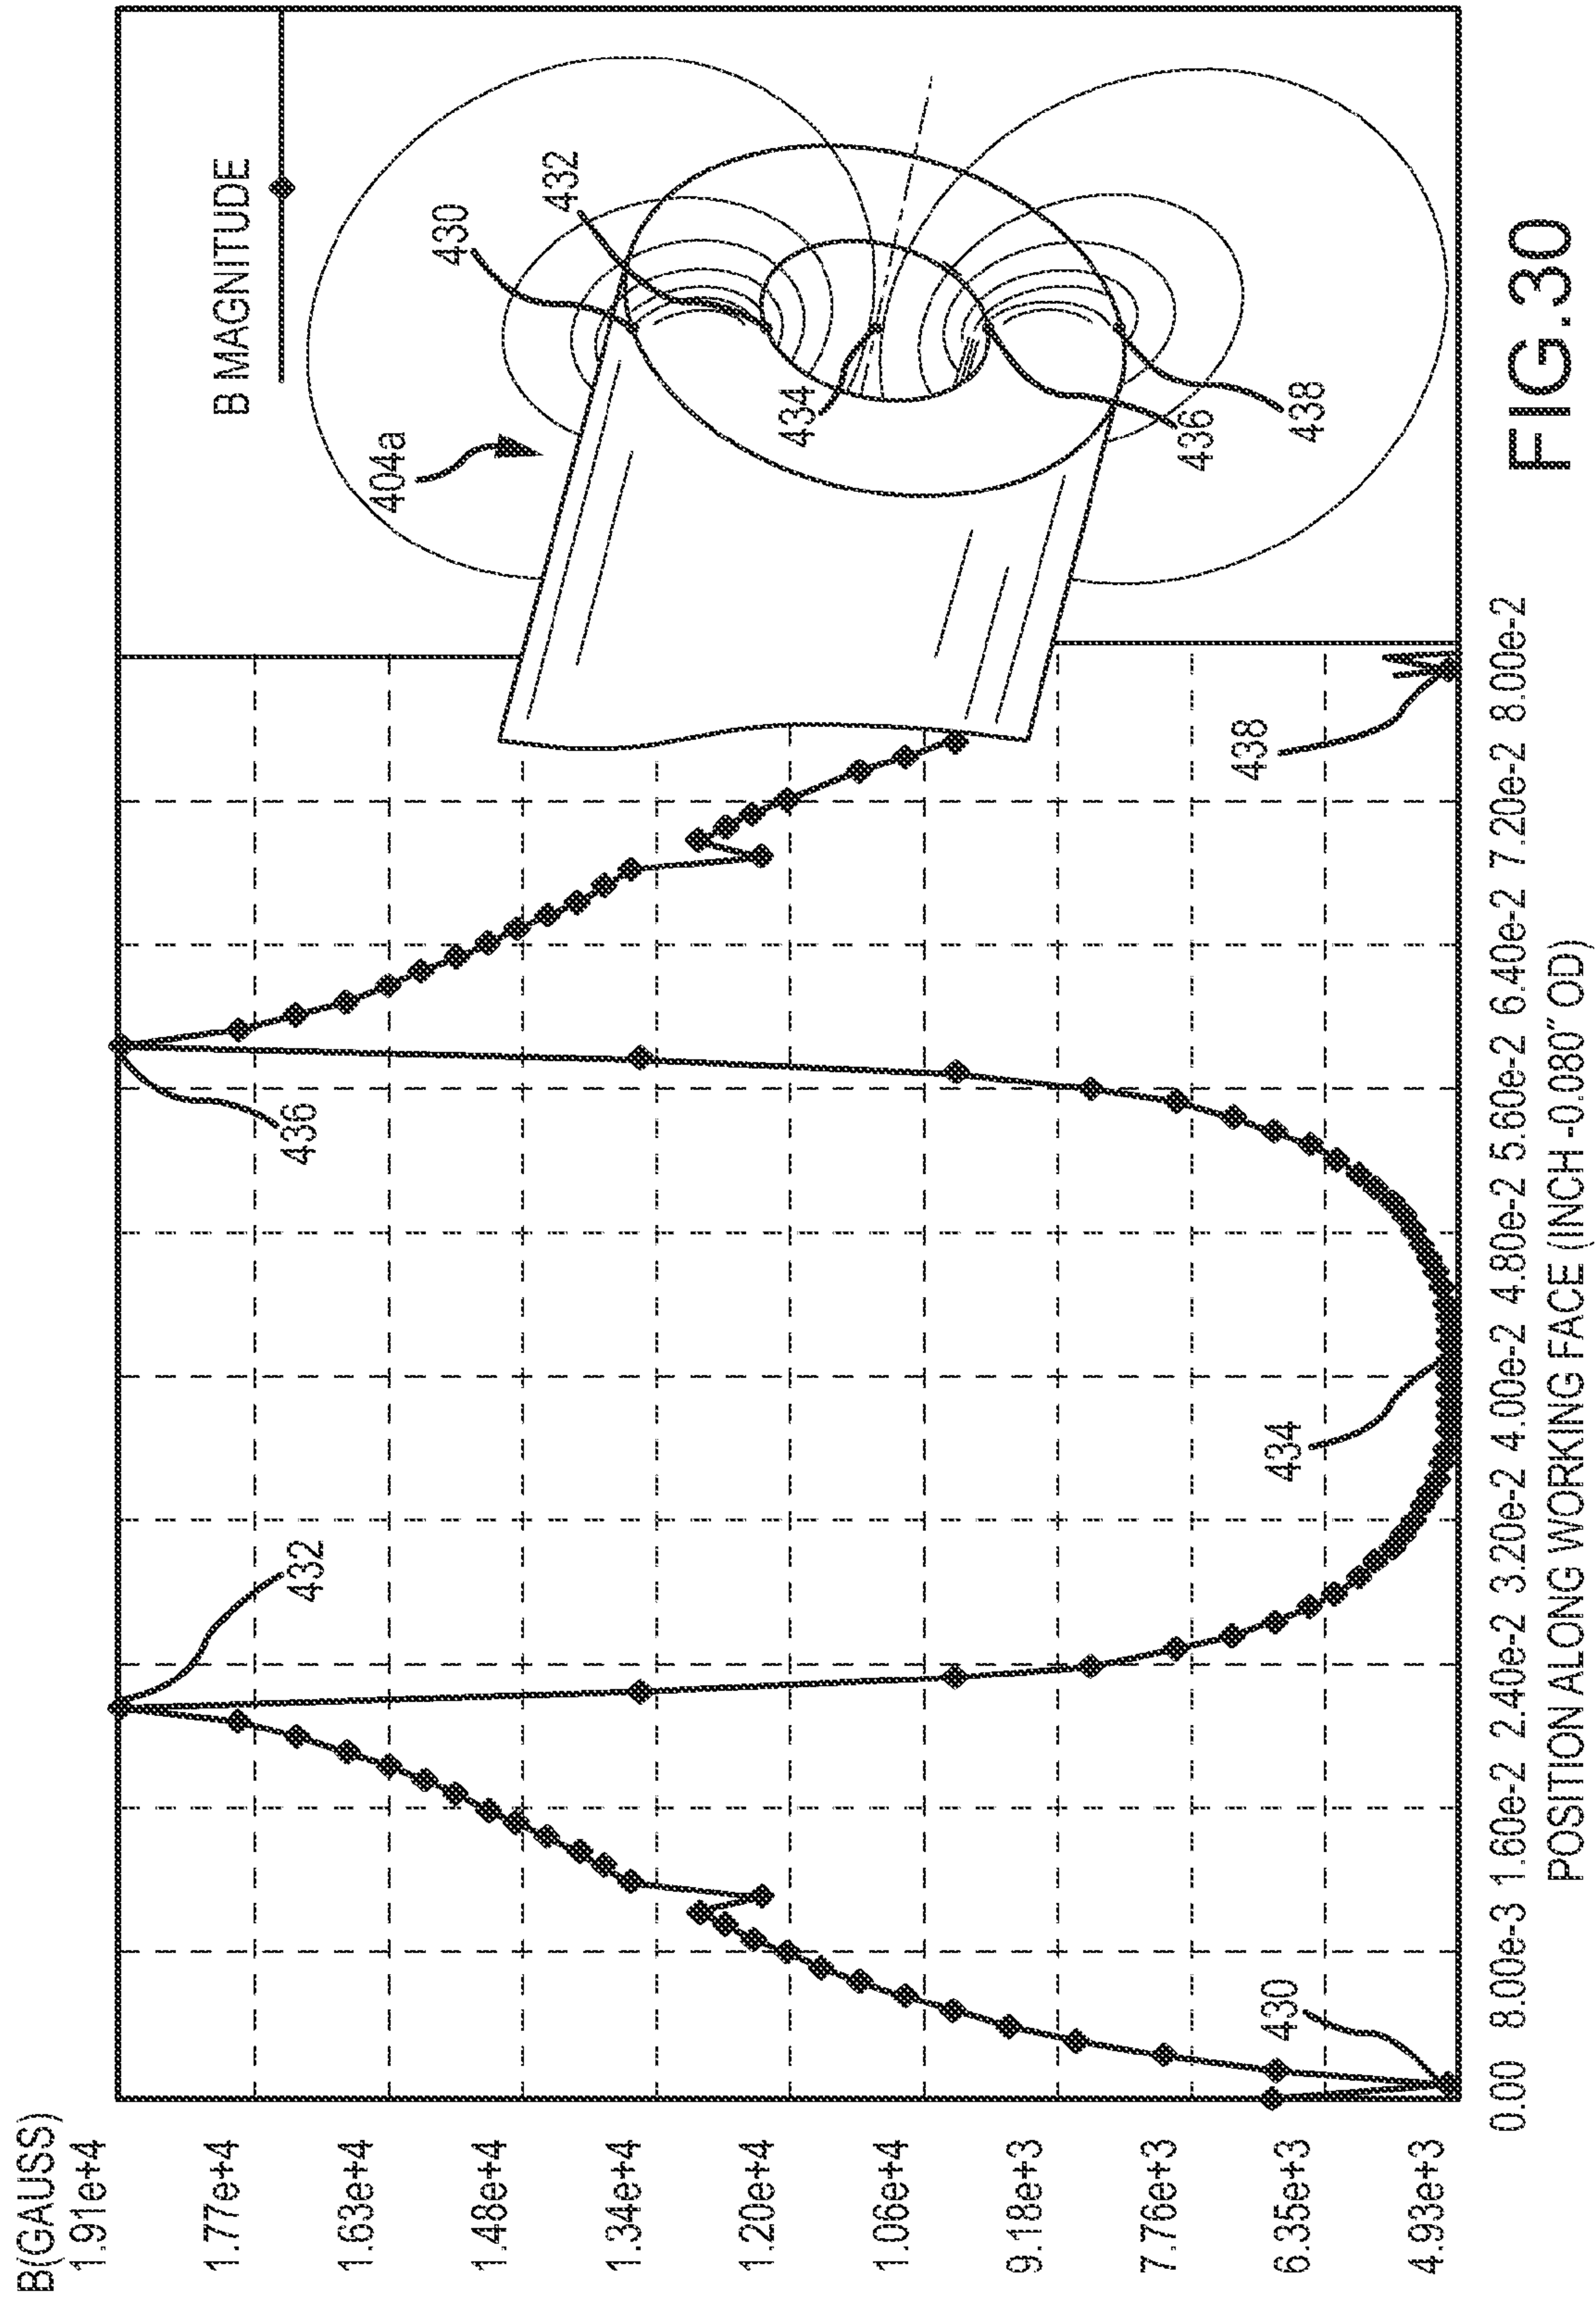 B(GAUSS)
1.91e+4
1.77e+4
1.63e+4
1.48e+4
1.34e+4
1.20e+4
1.06e+4
9.18e+3
7.76e+3
6.35e+3
4.93e+3
0.00 8.00e-3 1.60e-2 2.40e-2 3.20e-2 4.00e-2 4.80e-2 5.60e-2 6.40e-2 7.20e-2 8.00e-2
POSITION ALONG WORKING FACE (INCH -0.080" OD)
430
432
434
436
438
B MAGNITUDE
404a
430
432
434
436
438
FIG.30